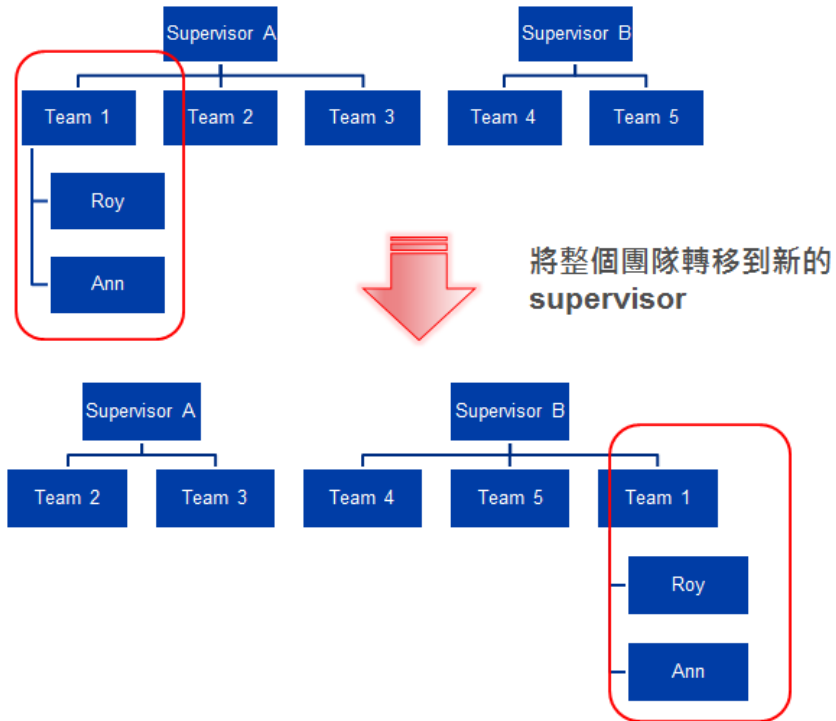 Supervisor A
Supervisor B
Team 1
Team 2
Team 3
Team 4
Team 5
Roy
Ann
將整個團隊轉移到新的
supervisor
Supervisor A
Supervisor B
Team 2
Team 3
Team 4
Team 5
Team 1
Roy
Ann